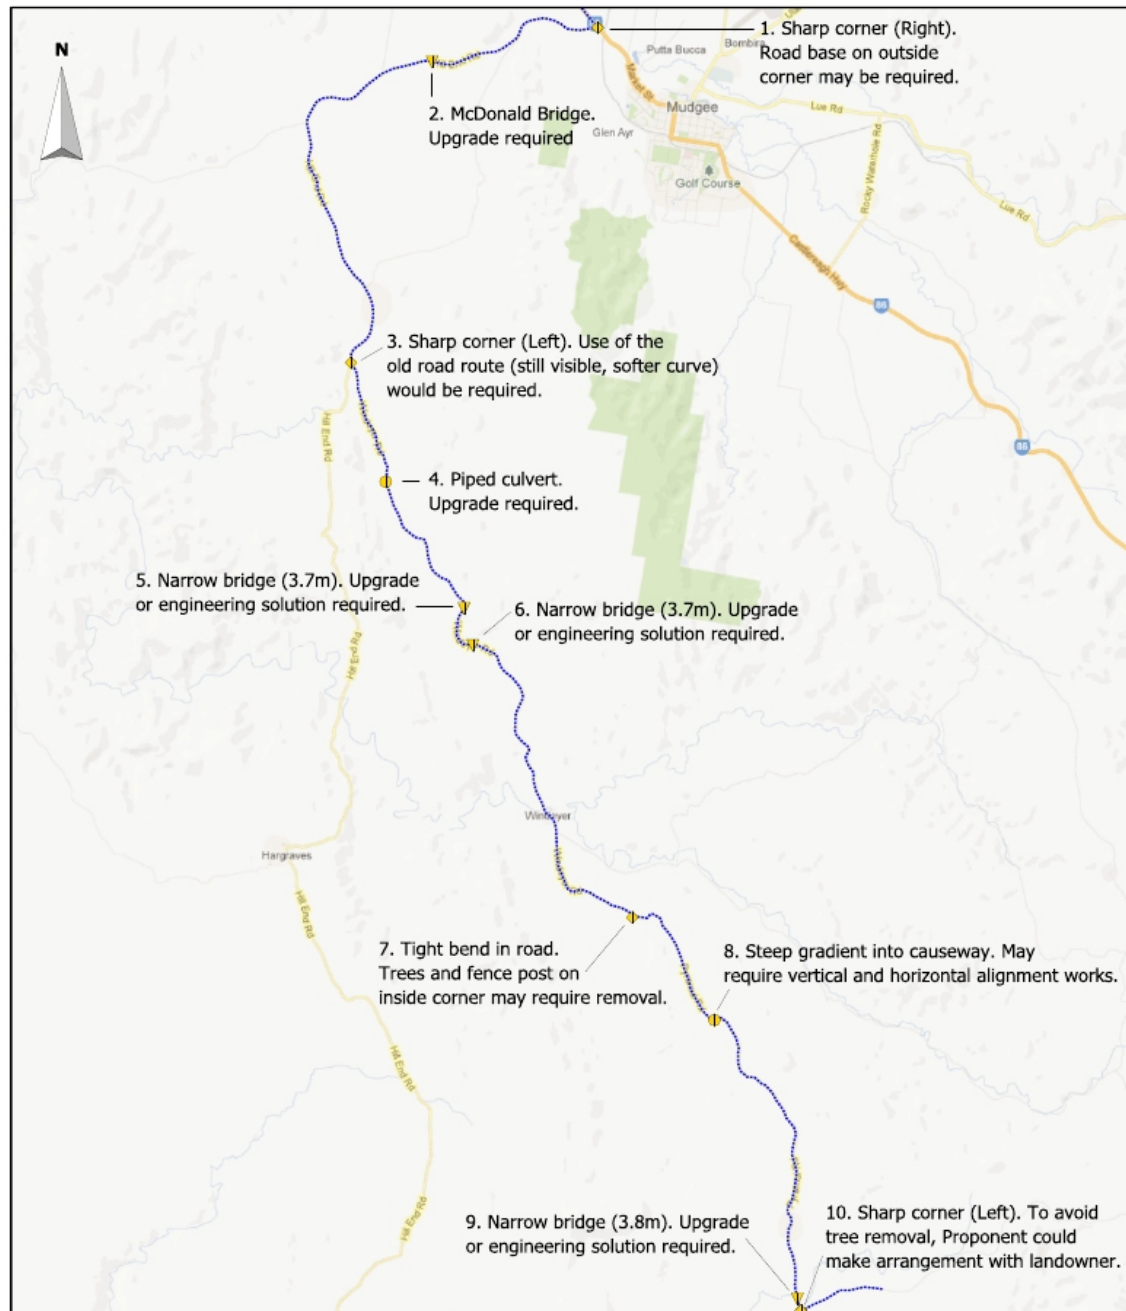 1. Sharp corner (Right).
Road base on outside
corner may be required.
Putta Bucca
Bombira
N
Market St
Mudgee
Lue Rd
2. McDonald Bridge.
Upgrade required
Glen Ayr
Rocky Waterhole Rd
Golf Course
Lue Rd
Castlereagh Hwy
86
3. Sharp corner (Left). Use of the
old road route (still visible, softer curve)
would be required.
Hill End Rd
86
4. Piped culvert.
Upgrade required.
5. Narrow bridge (3.7m). Upgrade
or engineering solution required.
6. Narrow bridge (3.7m). Upgrade
or engineering solution required.
Hill End Rd
Windeyer
Hargraves
Hill End Rd
7. Tight bend in road.
Trees and fence post on
inside corner may require removal.
8. Steep gradient into causeway. May
require vertical and horizontal alignment works.
Hill End Rd
Hill End Rd
9. Narrow bridge (3.8m). Upgrade
or engineering solution required.
10. Sharp corner (Left). To avoid
tree removal, Proponent could
make arrangement with landowner.